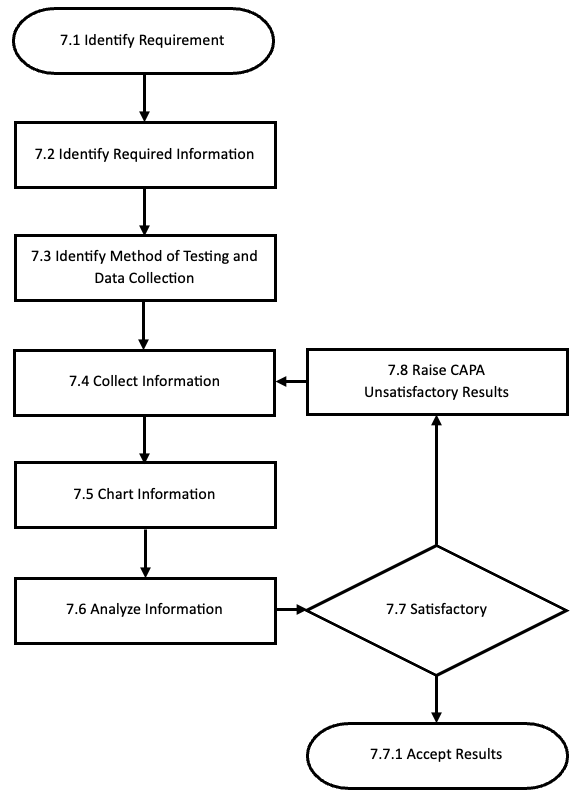 7.1 Identify Requirement
7.2 Identify Required Information
7.3 Identify Method of Testing and
Data Collection
7.4 Collect Information
7.8 Raise CAPA
Unsatisfactory Results
7.5 Chart Information
7.6 Analyze Information
7.7 Satisfactory
7.7.1 Accept Results